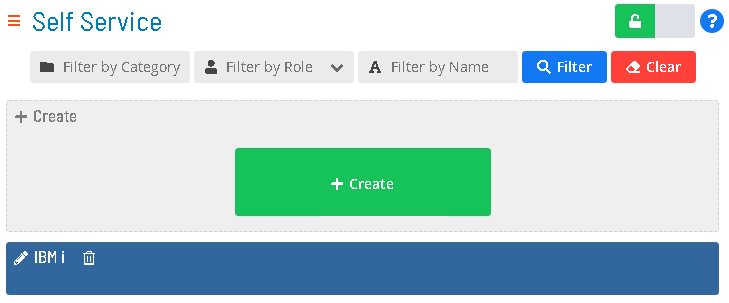 Self Service
?
Filter by Category
Filter by Role
A Filter by Name
Filter
Clear
+ Create
+ Create
IBM i